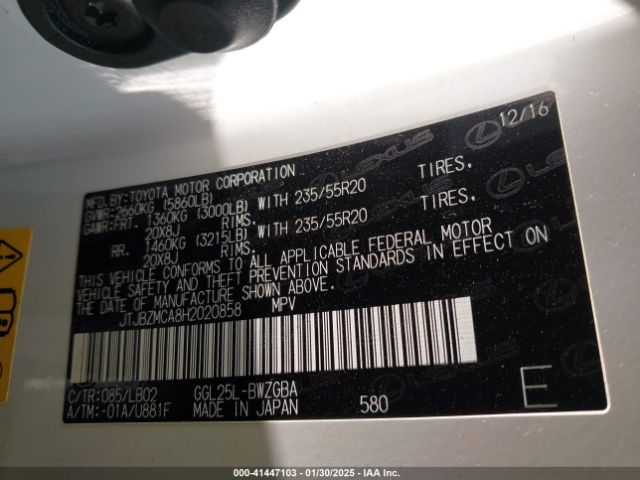 12/16
MFD.BY:TOYOTA MOTOR CORPORATION
GVWR:2660KG (5860LB)
GAWR:FRT. 1360KG (3000LB) WITH 235/55R20 TIRES,
20X8J RIMS.
RR. 1460KG (3215LB) WITH 235/55R20 TIRES,
20X8J RIMS.
THIS VEHICLE CONFORMS TO ALL APPLICABLE FEDERAL MOTOR
VEHICLE SAFETY AND THEFT PREVENTION STANDARDS IN EFFECT ON
THE DATE OF MANUFACTURE SHOWN ABOVE.
JTJBZMCA8H2020858 MPV
C/TR:085/LB02 GGL25L-BWZGBA
A/TM:-01A/U881F MADE IN JAPAN 580 E
LEXUS
000-41447103 - 01/30/2025 - IAA Inc.